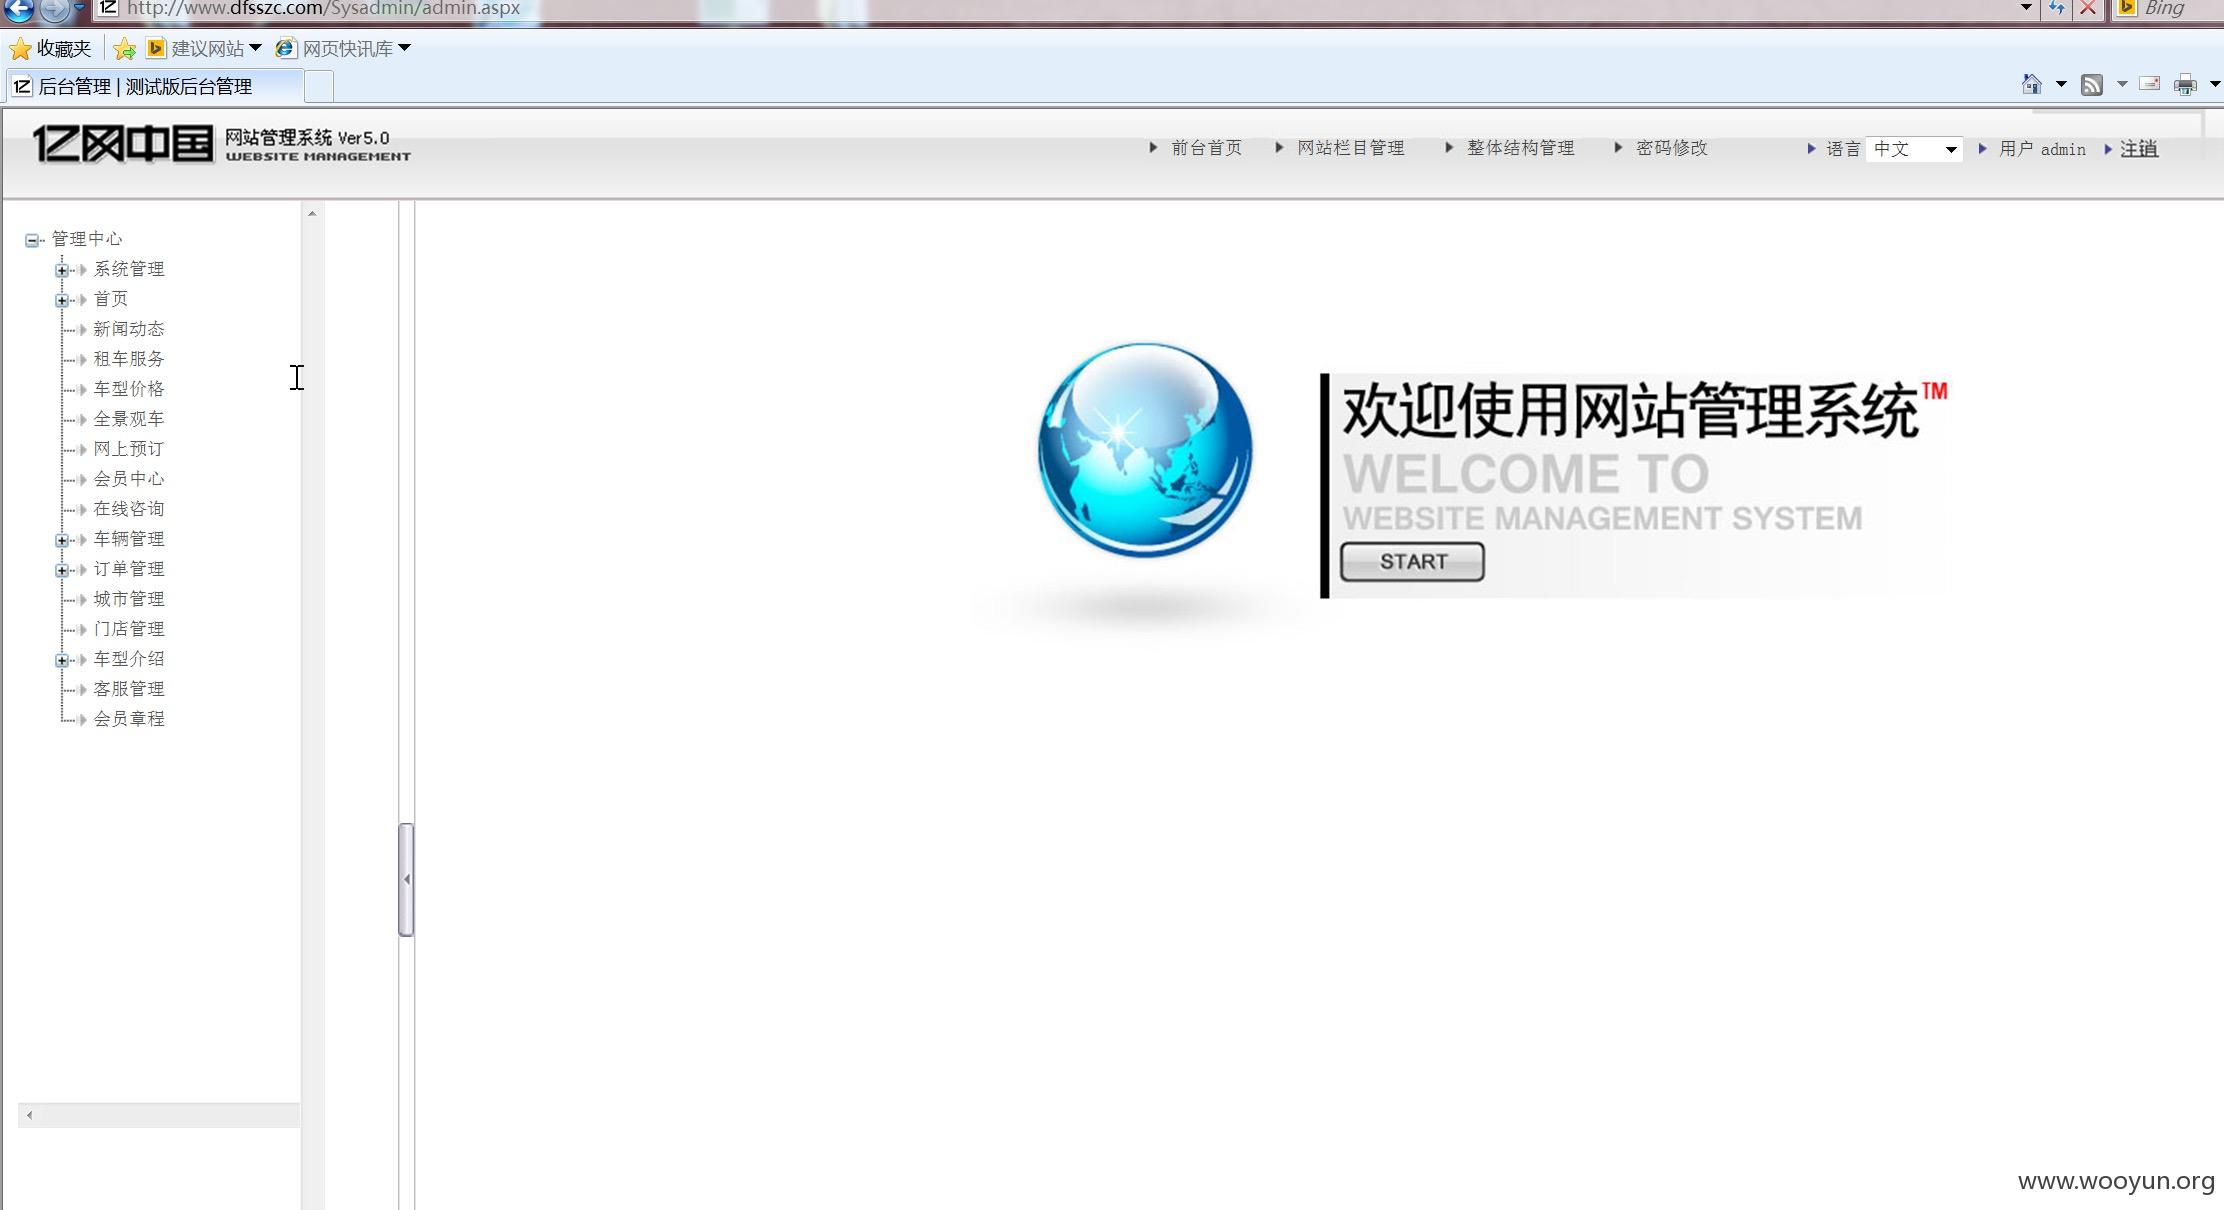 http://www.dfsszc.com/Sysadmin/admin.aspx
Bing
收藏夹 建议网站 网页快讯库
后台管理 | 测试版后台管理
亿网中国 网站管理系统 Ver5.0
WEBSITE MANAGEMENT
前台首页 网站栏目管理 整体结构管理 密码修改 语言 中文 用户 admin 注销
管理中心
系统管理
首页
新闻动态
租车服务
车型价格
全景观车
网上预订
会员中心
在线咨询
车辆管理
订单管理
城市管理
门店管理
车型介绍
客服管理
会员章程
欢迎使用网站管理系统™
WELCOME TO
WEBSITE MANAGEMENT SYSTEM
START
www.wooyun.org